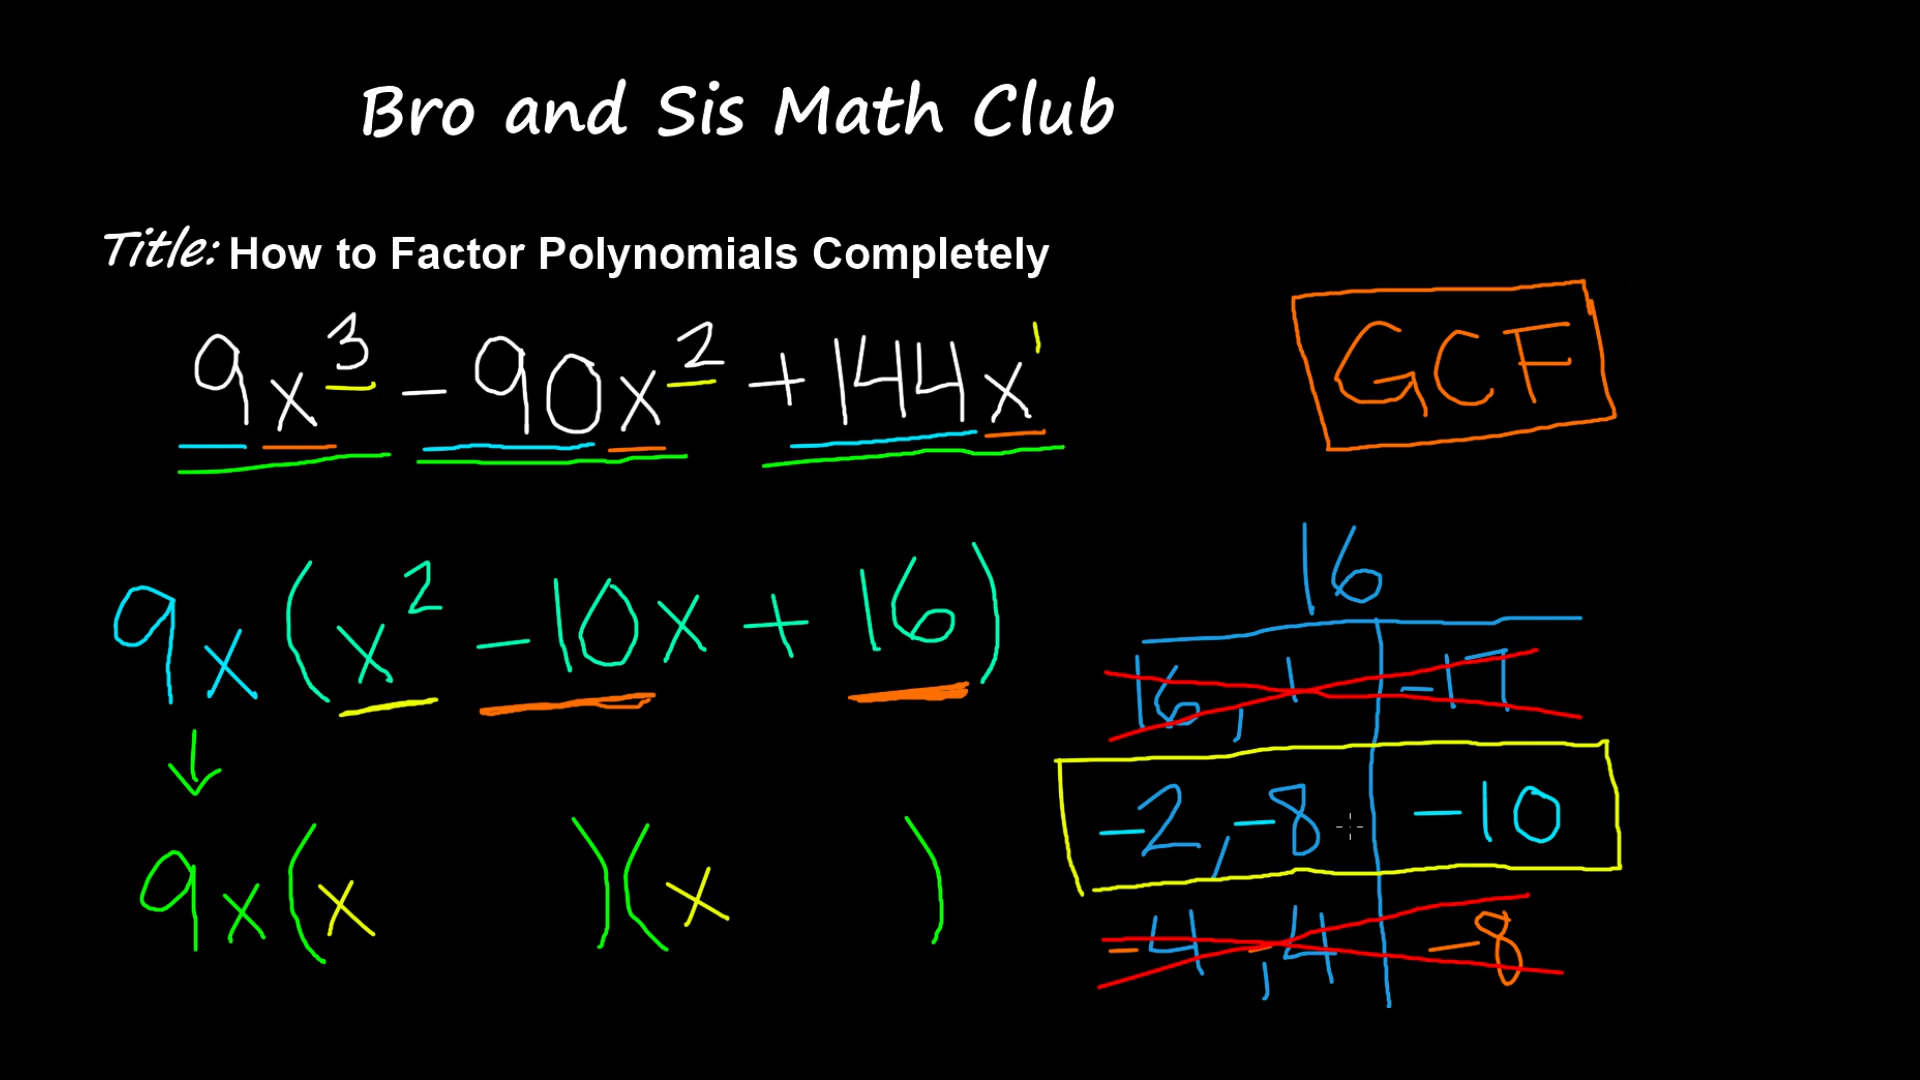 Bro and Sis Math Club
Title: How to Factor Polynomials Completely
9x³ - 90x² + 144x¹
GCF
9x(x² - 10x + 16)
16
16, 1 -17
-2, -8 -10
9x(x )(x )
-4, -4 -8